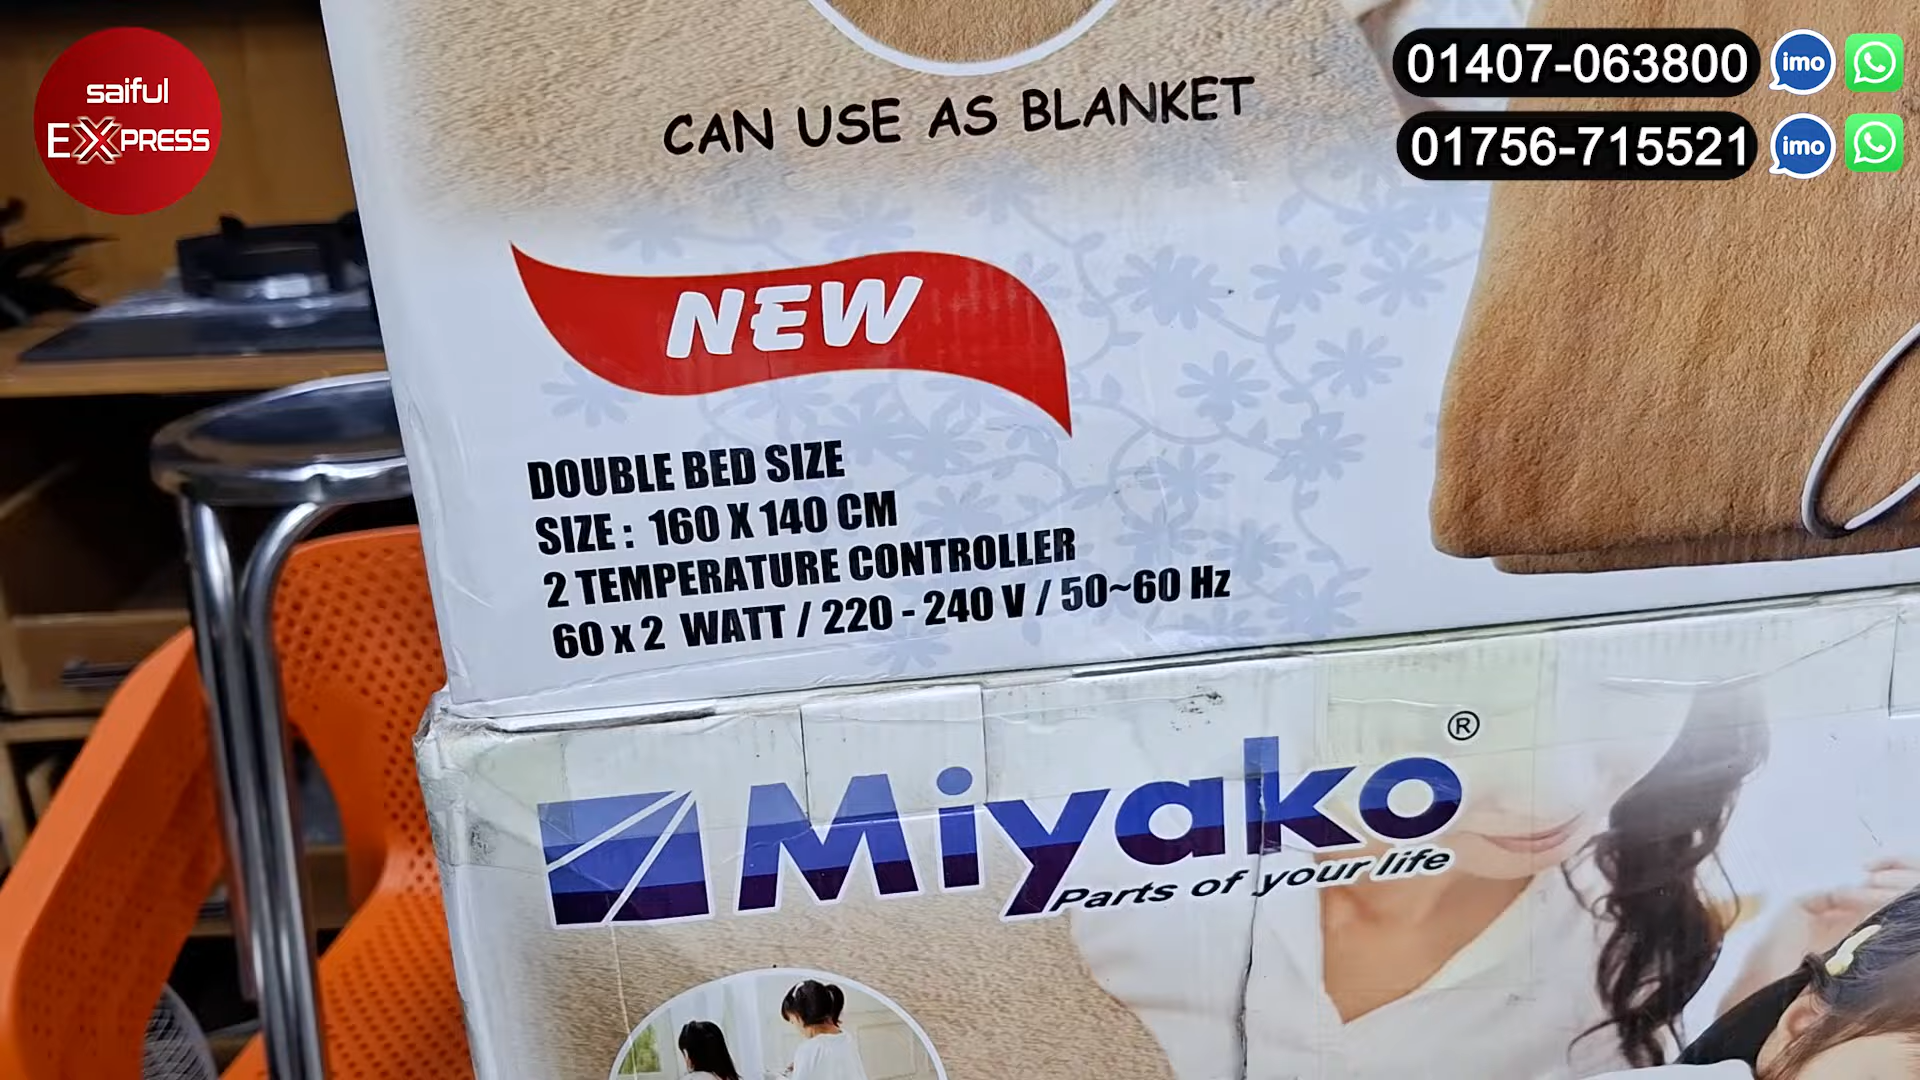 saiful
EXPRESS
01407-063800
imo
01756-715521
imo
CAN USE AS BLANKET
NEW
DOUBLE BED SIZE
SIZE : 160 X 140 CM
2 TEMPERATURE CONTROLLER
60 x 2 WATT / 220 - 240 V / 50~60 Hz
Miyako ®
Parts of your life